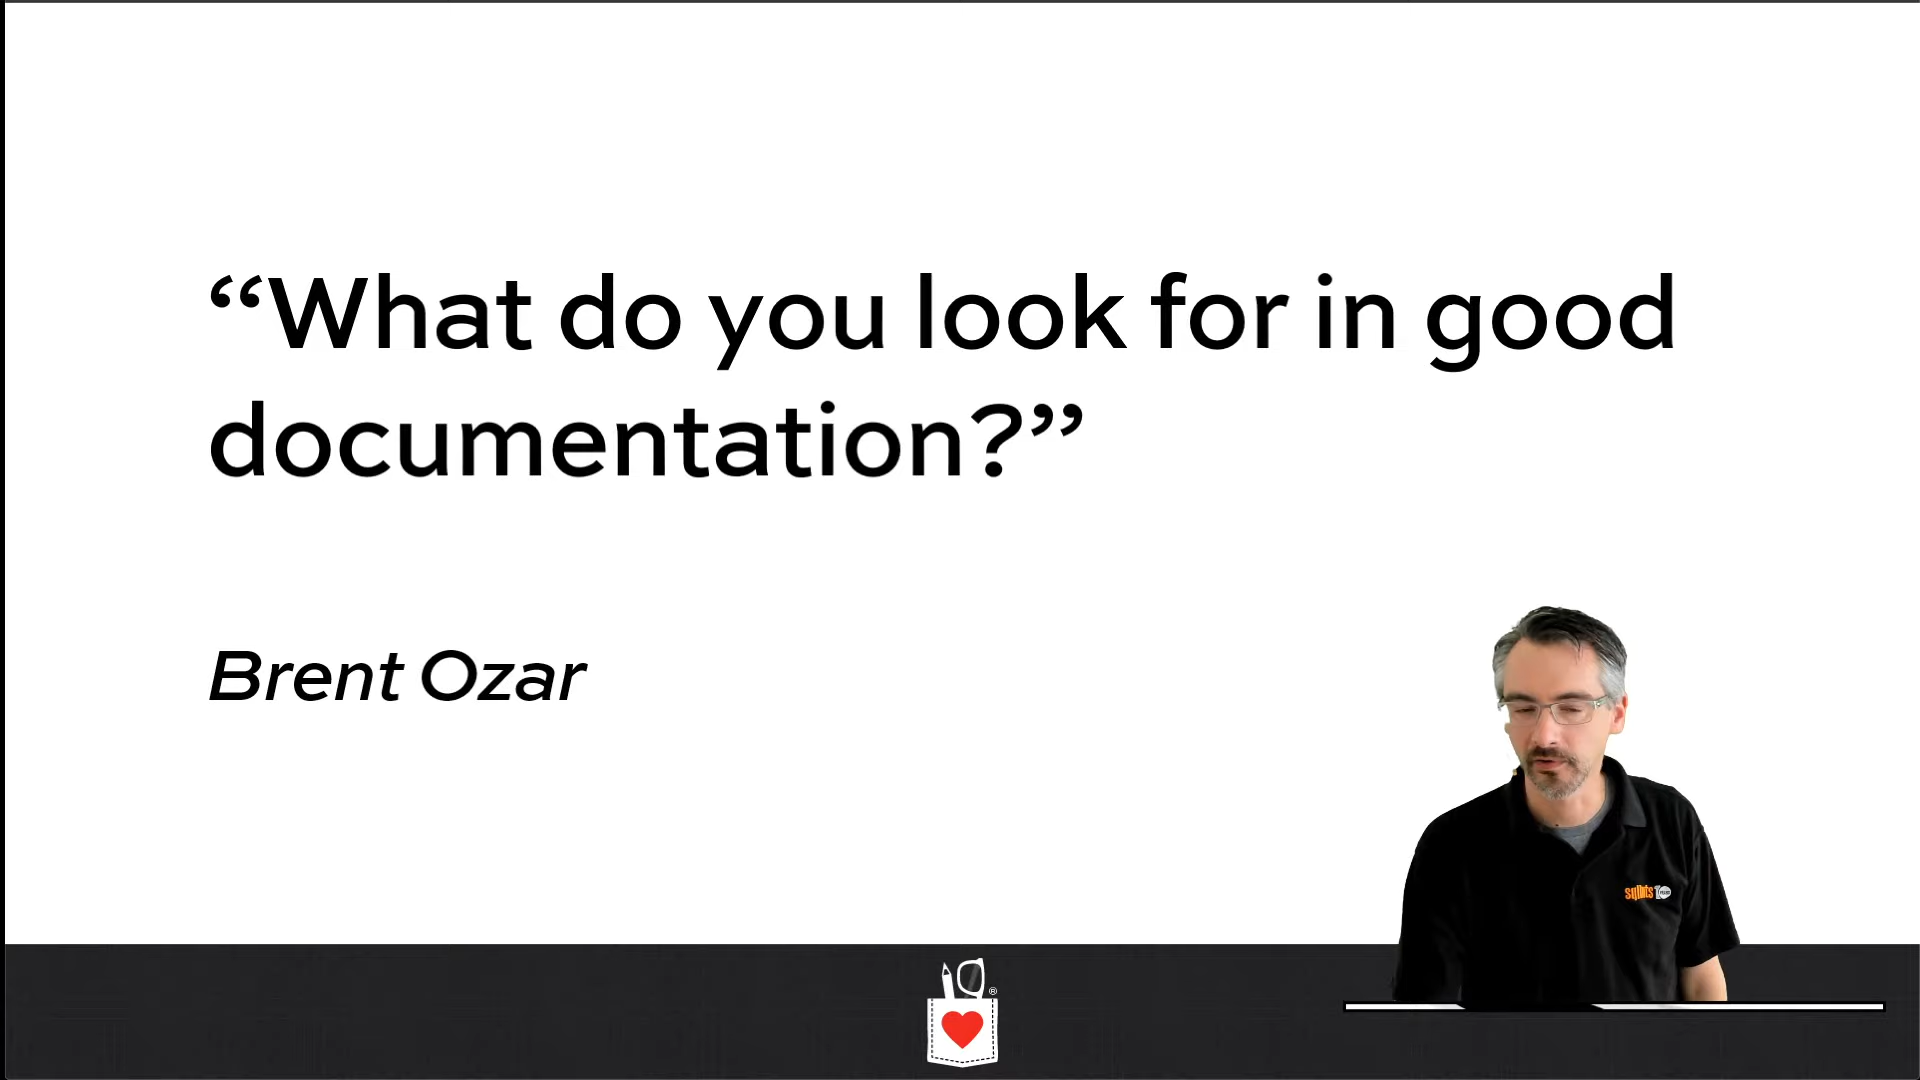 “What do you look for in good
documentation?”
Brent Ozar
®